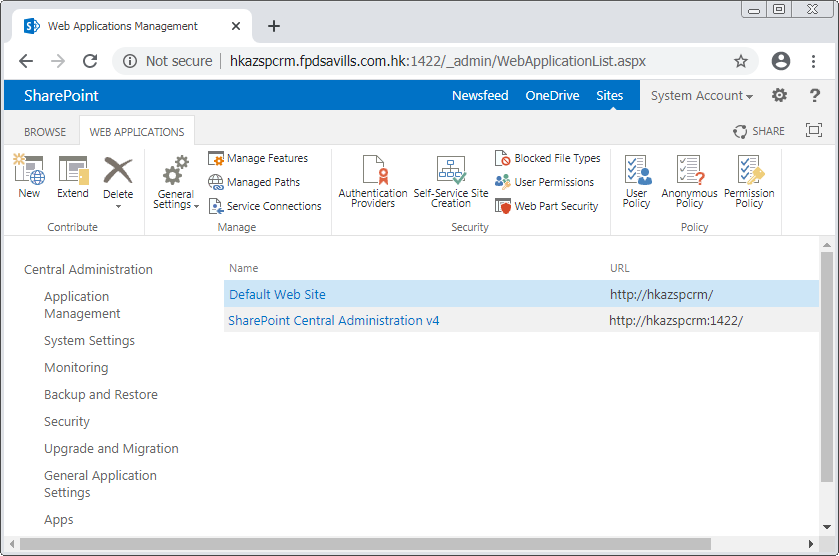 Web Applications Management
Not secure hkazspcrm.fpdsavills.com.hk:1422/_admin/WebApplicationList.aspx
SharePoint Newsfeed OneDrive Sites System Account ?
BROWSE WEB APPLICATIONS SHARE
New
Extend
Delete
Contribute
General
Settings
Manage Features
Managed Paths
Service Connections
Manage
Authentication
Providers
Self-Service Site
Creation
Blocked File Types
User Permissions
Web Part Security
Security
User
Policy
Anonymous
Policy
Permission
Policy
Policy
Central Administration
Application
Management
System Settings
Monitoring
Backup and Restore
Security
Upgrade and Migration
General Application
Settings
Apps
Name URL
Default Web Site http://hkazspcrm/
SharePoint Central Administration v4 http://hkazspcrm:1422/